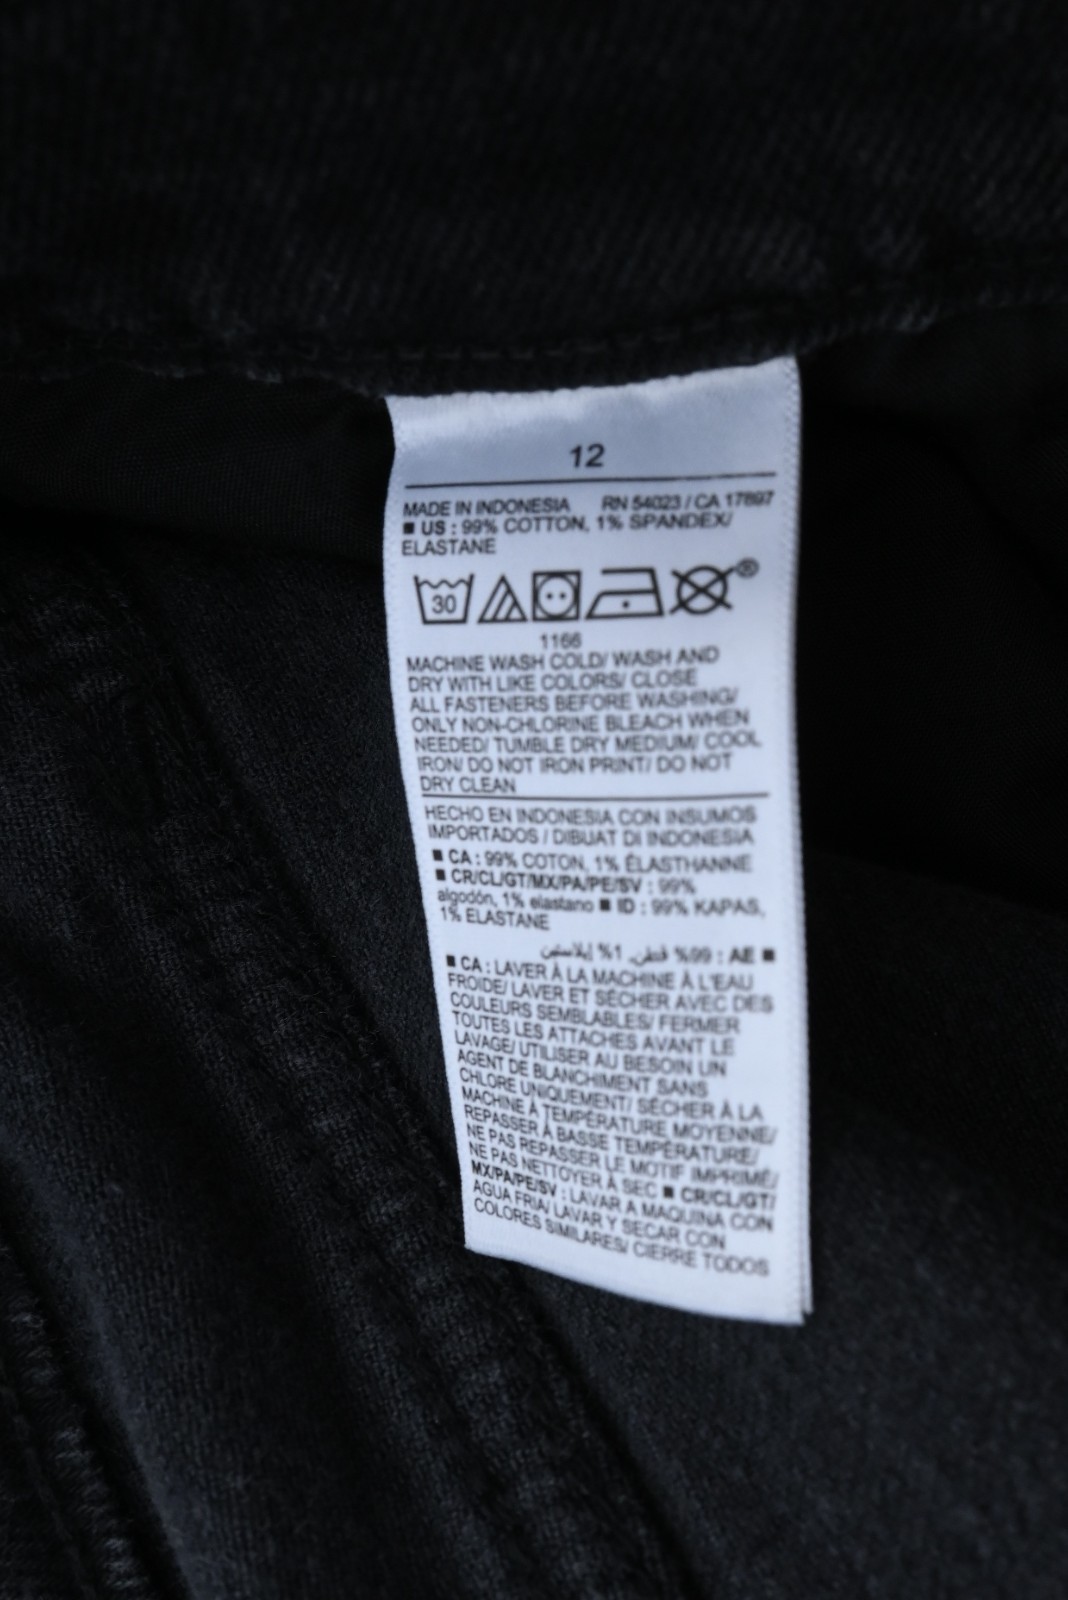 12
MADE IN INDONESIA RN 54023 / CA 17897
■ US : 99% COTTON, 1% SPANDEX/
ELASTANE
30
®
1166
MACHINE WASH COLD/ WASH AND
DRY WITH LIKE COLORS/ CLOSE
ALL FASTENERS BEFORE WASHING/
ONLY NON-CHLORINE BLEACH WHEN
NEEDED/ TUMBLE DRY MEDIUM/ COOL
IRON/ DO NOT IRON PRINT/ DO NOT
DRY CLEAN
HECHO EN INDONESIA CON INSUMOS
IMPORTADOS / DIBUAT DI INDONESIA
■ CA : 99% COTON, 1% ÉLASTHANNE
■ CR/CL/GT/MX/PA/PE/SV : 99%
algodón, 1% elastano ■ ID : 99% KAPAS,
1% ELASTANE
■ AE : 99% قطن, 1% إيلاستين
■ CA : LAVER À LA MACHINE À L'EAU
FROIDE/ LAVER ET SÉCHER AVEC DES
COULEURS SEMBLABLES/ FERMER
TOUTES LES ATTACHES AVANT LE
LAVAGE/ UTILISER AU BESOIN UN
AGENT DE BLANCHIMENT SANS
CHLORE UNIQUEMENT/ SÉCHER À LA
MACHINE À TEMPÉRATURE MOYENNE/
REPASSER À BASSE TEMPÉRATURE/
NE PAS REPASSER LE MOTIF IMPRIMÉ/
NE PAS NETTOYER À SEC ■ CR/CL/GT/
MX/PA/PE/SV : LAVAR A MAQUINA CON
AGUA FRIA/ LAVAR Y SECAR CON
COLORES SIMILARES/ CIERRE TODOS